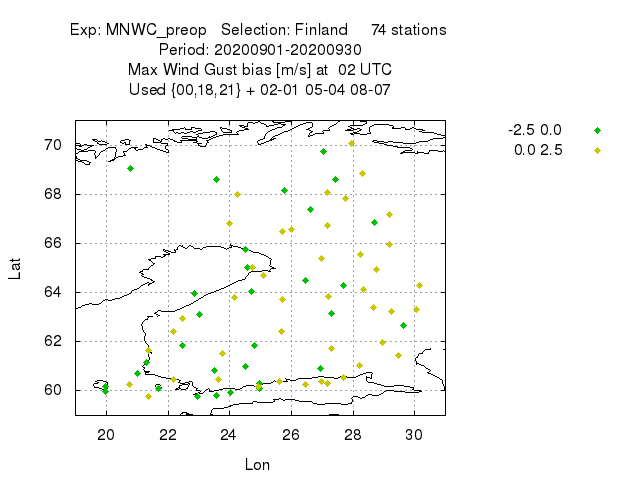 Exp: MNWC_preop   Selection: Finland     74 stations
Period: 20200901-20200930
Max Wind Gust bias [m/s] at  02 UTC
Used {00,18,21} + 02-01 05-04 08-07
-2.5 0.0
0.0 2.5
70
68
66
64
62
60
Lat
20 22 24 26 28 30
Lon